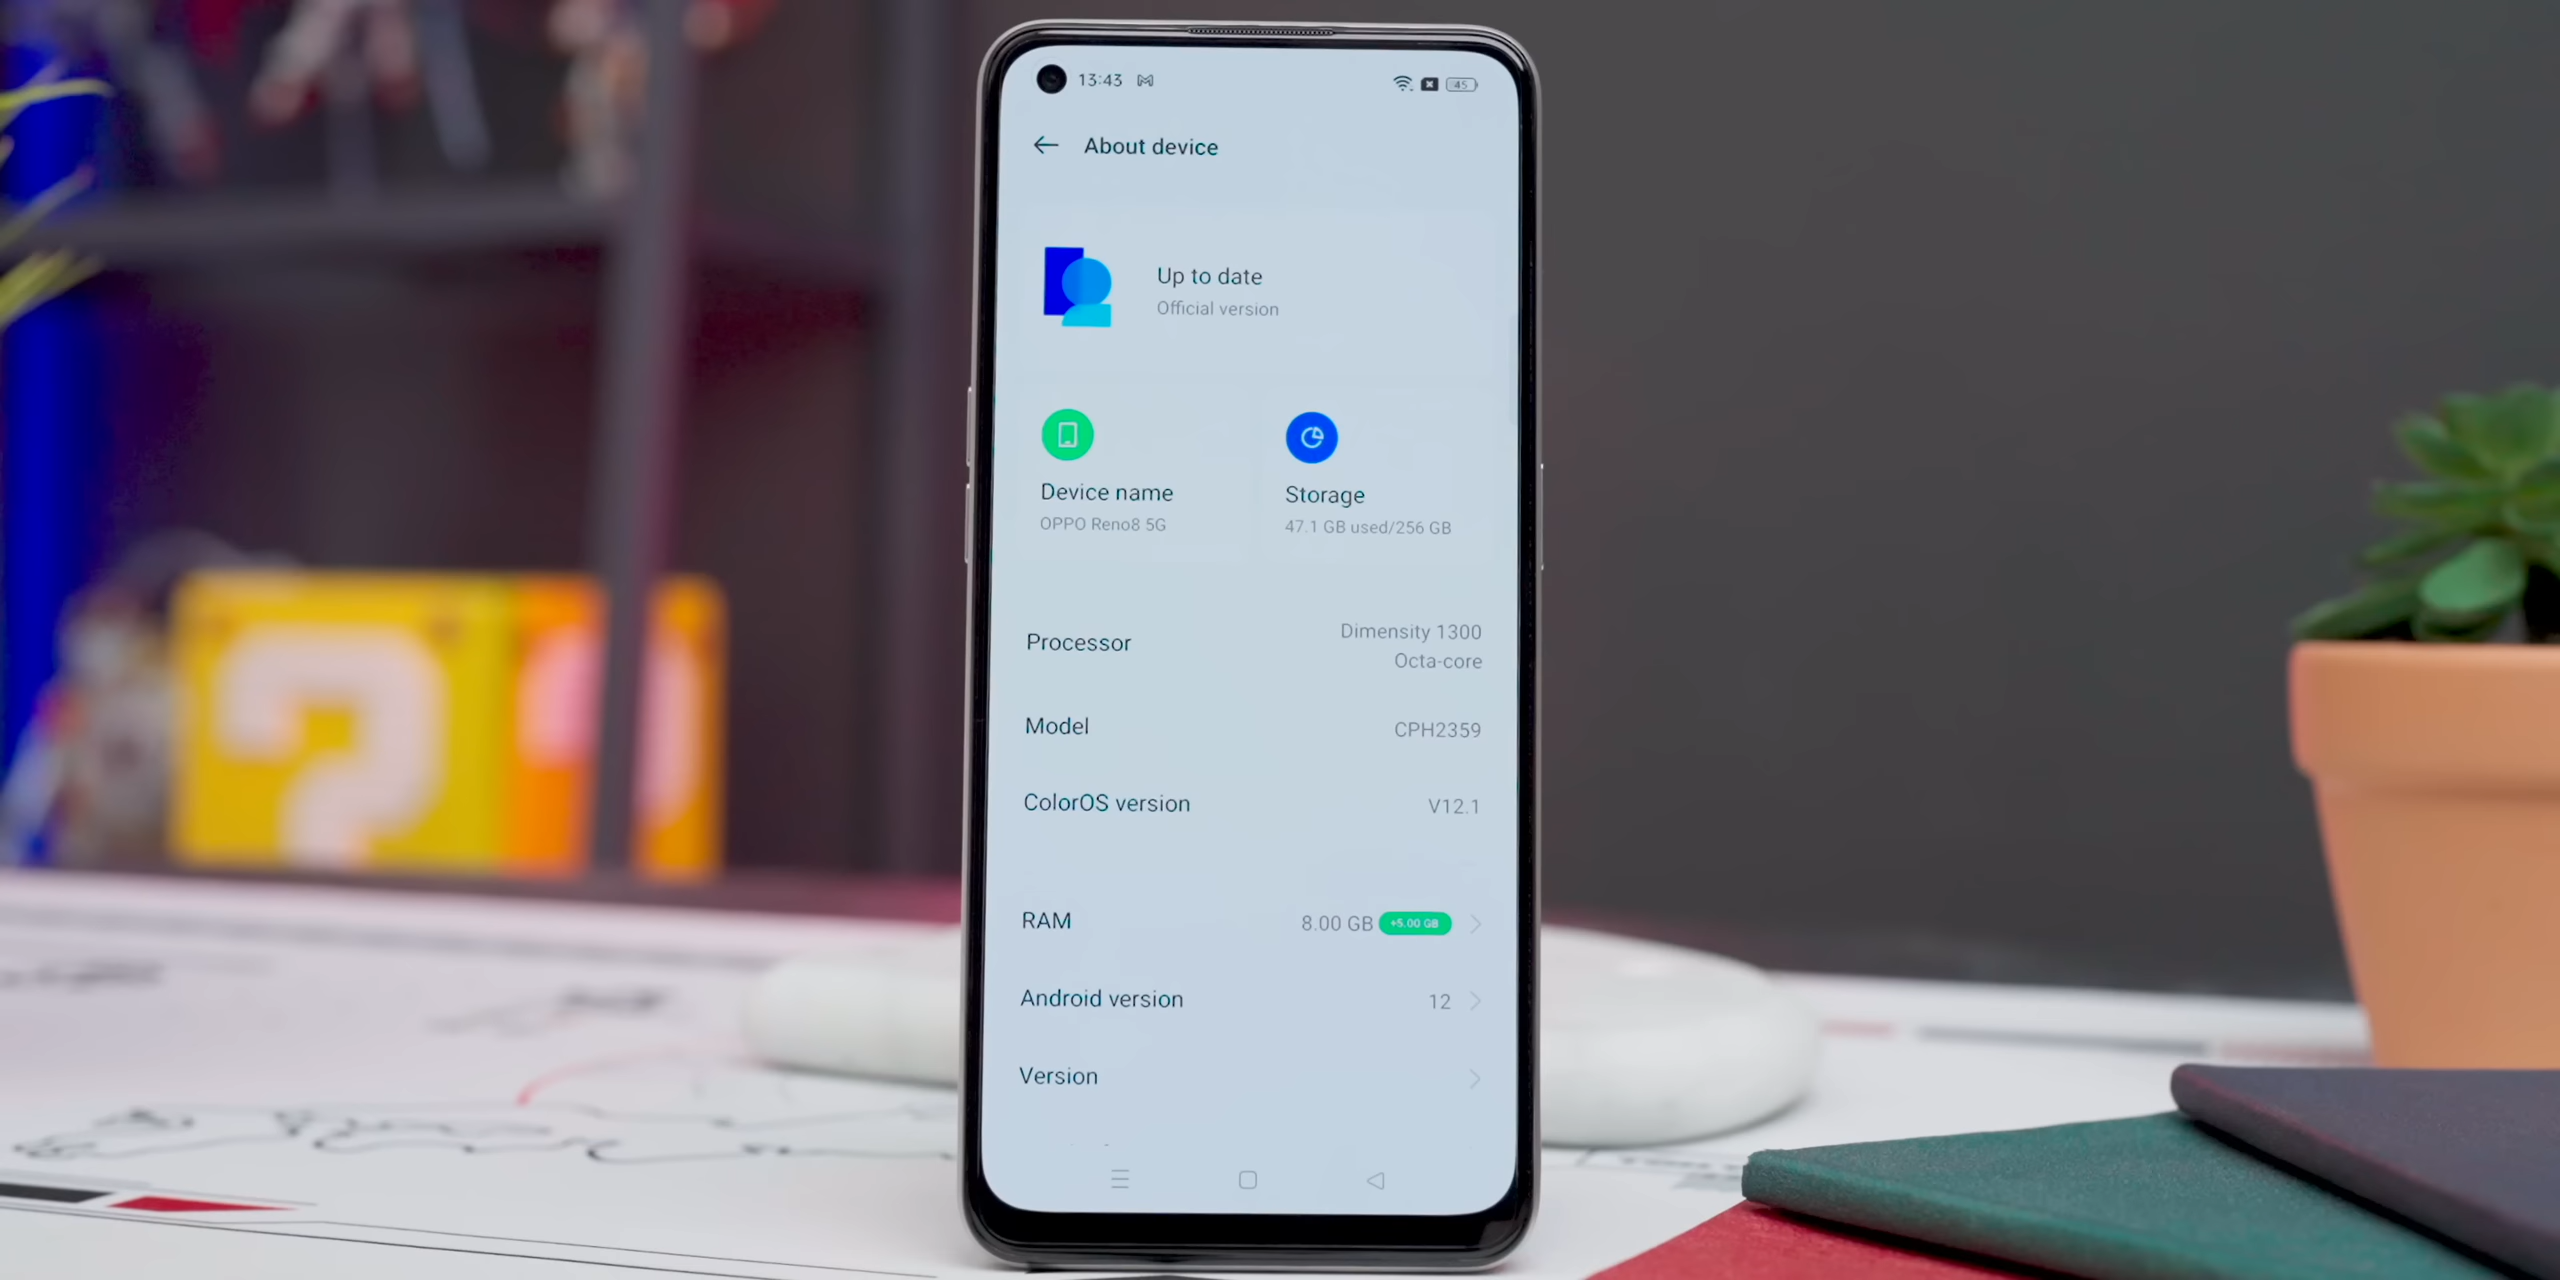 13:43
45
About device
Up to date
Official version
Device name
OPPO Reno8 5G
Storage
47.1 GB used/256 GB
Processor
Dimensity 1300
Octa-core
Model
CPH2359
ColorOS version
V12.1
RAM
8.00 GB +5.00 GB
Android version
12
Version
?